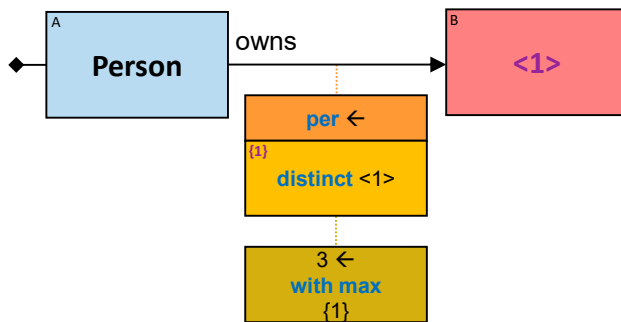 A
Person
owns
B
<1>
per ←
{1}
distinct <1>
3 ←
with max
{1}